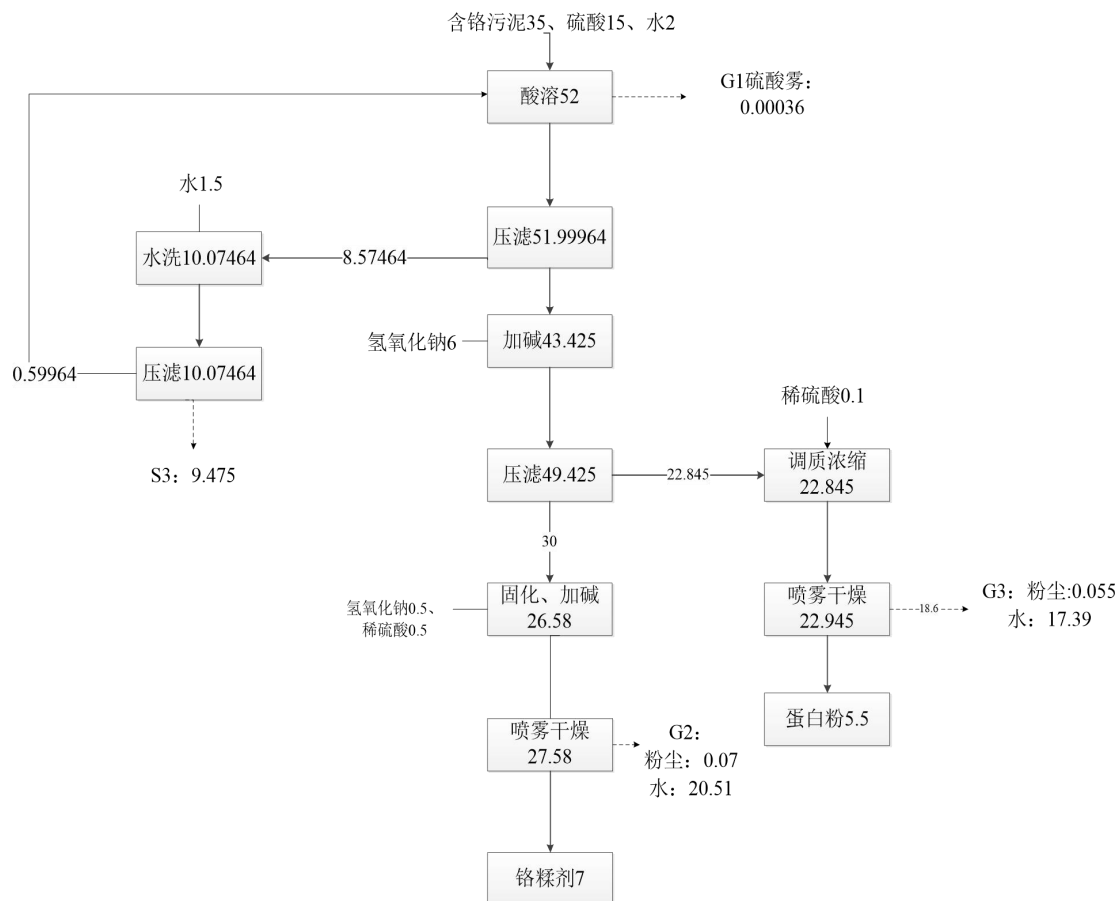 含铬污泥35、硫酸15、水2
酸溶52
G1硫酸雾：
0.00036
水1.5
压滤51.99964
水洗10.07464
8.57464
氢氧化钠6
加碱43.425
压滤10.07464
0.59964
稀硫酸0.1
S3：9.475
压滤49.425
22.845
调质浓缩
22.845
30
氢氧化钠0.5、
稀硫酸0.5
固化、加碱
26.58
喷雾干燥
22.945
18.6
G3：粉尘:0.055
水：17.39
蛋白粉5.5
喷雾干燥
27.58
G2：
粉尘：0.07
水：20.51
铬糅剂7